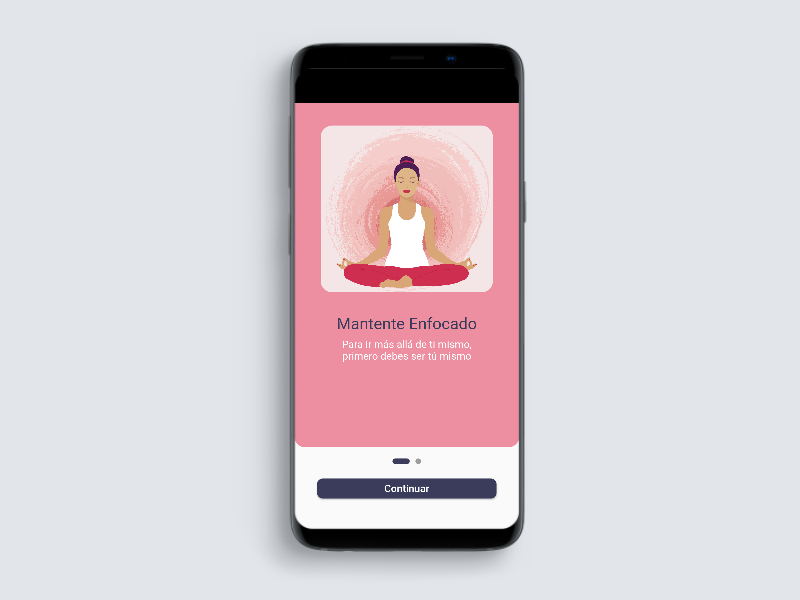 Mantente Enfocado
Para ir más allá de ti mismo,
primero debes ser tú mismo
Continuar